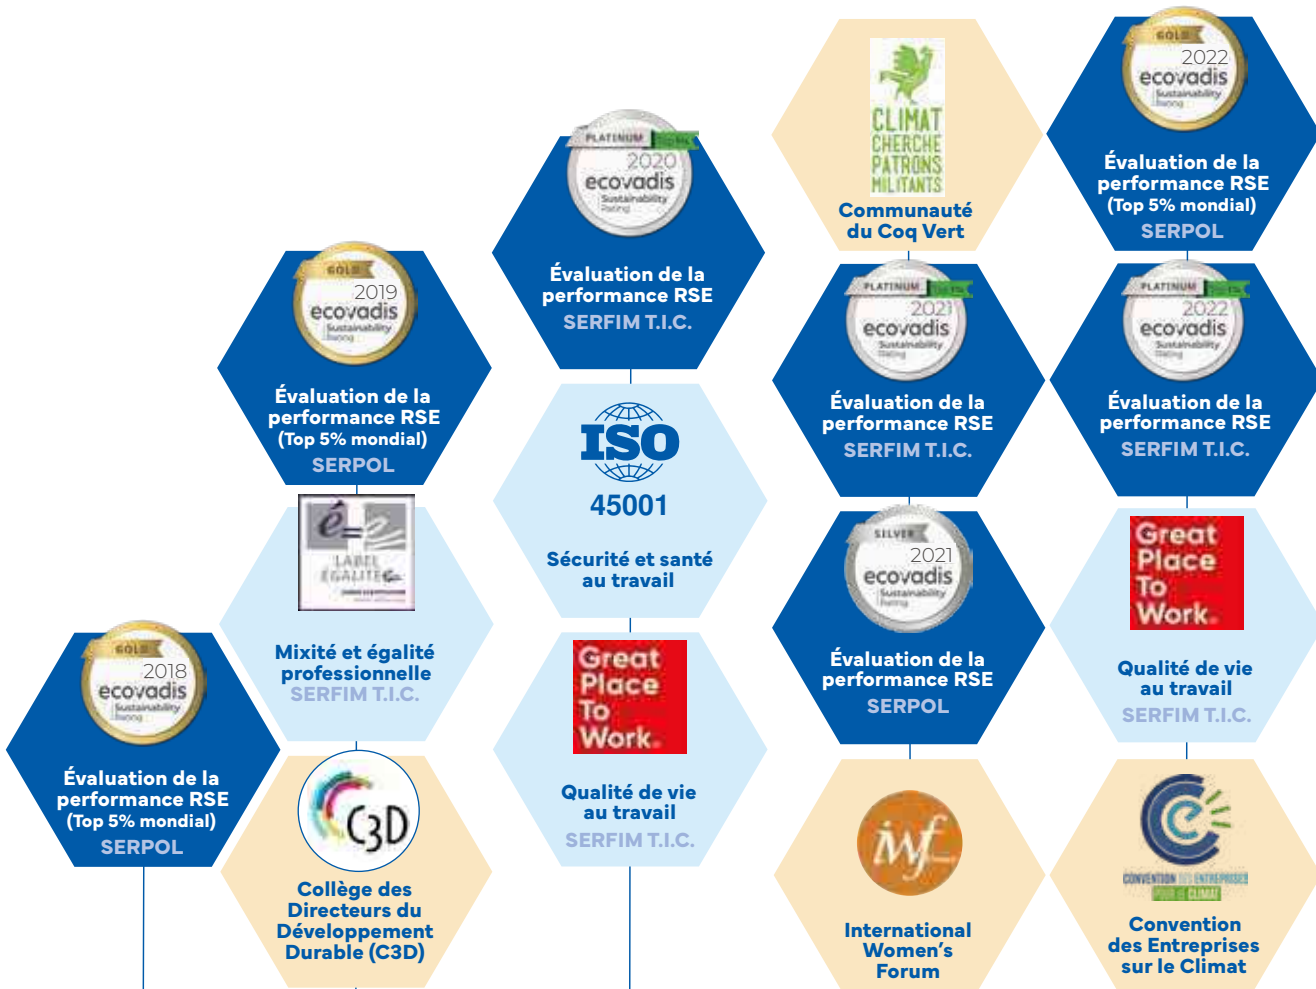 GOLD
2018
ecovadis
Sustainability
Rating
Évaluation de la
performance RSE
(Top 5% mondial)
SERPOL
GOLD
2019
ecovadis
Sustainability
Rating
Évaluation de la
performance RSE
(Top 5% mondial)
SERPOL
é=e
LABEL
ÉGALITÉ
Mixité et égalité
professionnelle
SERFIM T.I.C.
C3D
Collège des
Directeurs du
Développement
Durable (C3D)
PLATINUM
2020
ecovadis
Sustainability
Rating
Évaluation de la
performance RSE
SERFIM T.I.C.
ISO
45001
Sécurité et santé
au travail
Great
Place
To
Work.
Qualité de vie
au travail
SERFIM T.I.C.
CLIMAT
CHERCHE
PATRONS
MILITANTS
Communauté
du Coq Vert
PLATINUM
2021
ecovadis
Sustainability
Rating
Évaluation de la
performance RSE
SERFIM T.I.C.
SILVER
2021
ecovadis
Sustainability
Rating
Évaluation de la
performance RSE
SERPOL
iwf
International
Women's
Forum
GOLD
2022
ecovadis
Sustainability
Rating
Évaluation de la
performance RSE
(Top 5% mondial)
SERPOL
PLATINUM
2022
ecovadis
Sustainability
Rating
Évaluation de la
performance RSE
SERFIM T.I.C.
Great
Place
To
Work.
Qualité de vie
au travail
SERFIM T.I.C.
CONVENTION DES ENTREPRISES
POUR LE CLIMAT
Convention
des Entreprises
sur le Climat